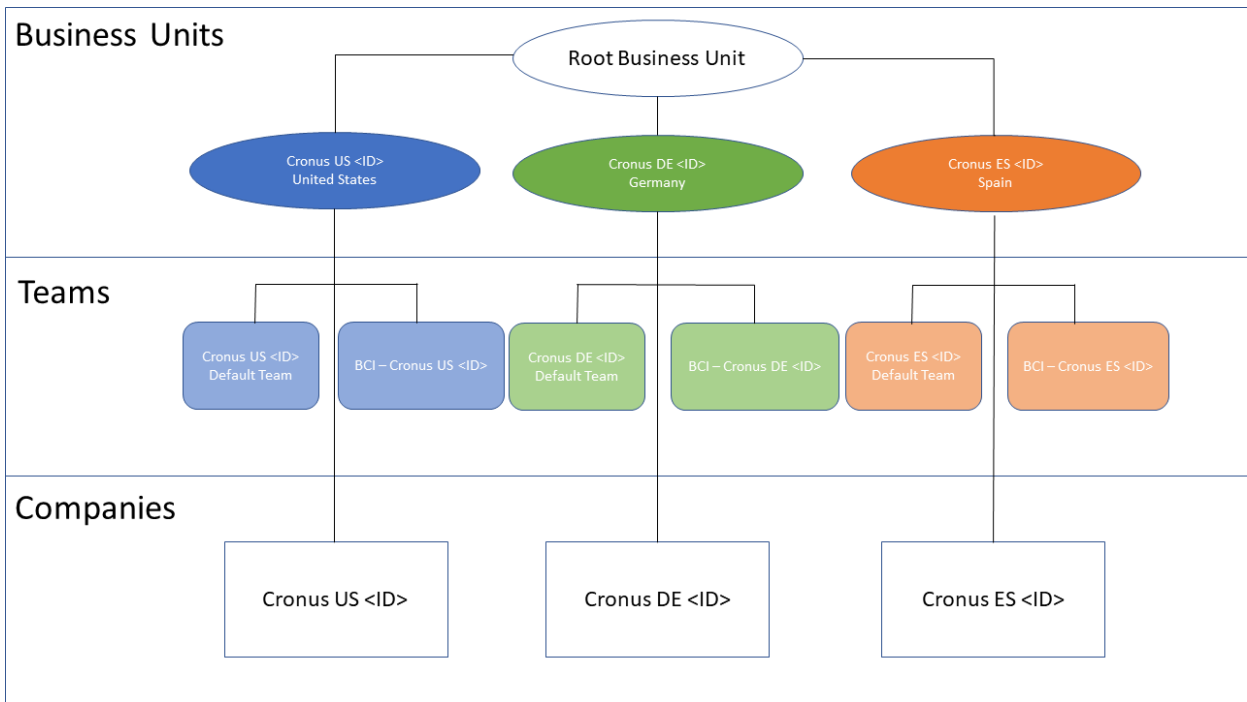 Business Units
Root Business Unit
Cronus US <ID>
United States
Cronus DE <ID>
Germany
Cronus ES <ID>
Spain
Teams
Cronus US <ID>
Default Team
BCI – Cronus US <ID>
Cronus DE <ID>
Default Team
BCI – Cronus DE <ID>
Cronus ES <ID>
Default Team
BCI – Cronus ES <ID>
Companies
Cronus US <ID>
Cronus DE <ID>
Cronus ES <ID>